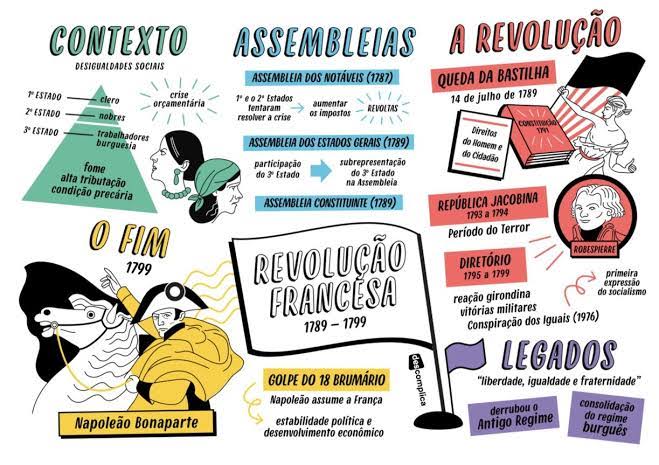 CONTEXTO
DESIGUALDADES SOCIAIS
1º ESTADO
clero
2º ESTADO
nobres
3º ESTADO
trabalhadores
burguesia
fome
alta tributação
condição precária
crise
orçamentária
ASSEMBLEIAS
ASSEMBLEIA DOS NOTÁVEIS (1787)
1º e o 2º Estados
tentaram
resolver a crise
aumentar
os impostos
REVOLTAS
ASSEMBLEIA DOS ESTADOS GERAIS (1789)
participação
do 3º Estado
subrepresentação
do 3º Estado
na Assembleia
ASSEMBLEIA CONSTITUINTE (1789)
A REVOLUÇÃO
QUEDA DA BASTILHA
14 de julho de 1789
Direitos
do Homem e
do Cidadão
CONSTITUIÇÃO
1791
REPÚBLICA JACOBINA
1793 a 1794
Período do Terror
ROBESPIERRE
DIRETÓRIO
1795 a 1799
reação girondina
vitórias militares
Conspiração dos Iguais (1976)
primeira
expressão
do socialismo
O FIM
1799
Napoleão Bonaparte
REVOLUÇÃO
FRANCESA
1789 – 1799
descomplica
GOLPE DO 18 BRUMÁRIO
Napoleão assume a França
estabilidade política e
desenvolvimento econômico
LEGADOS
“liberdade, igualdade e fraternidade”
derrubou o
Antigo Regime
consolidação
do regime
burguês